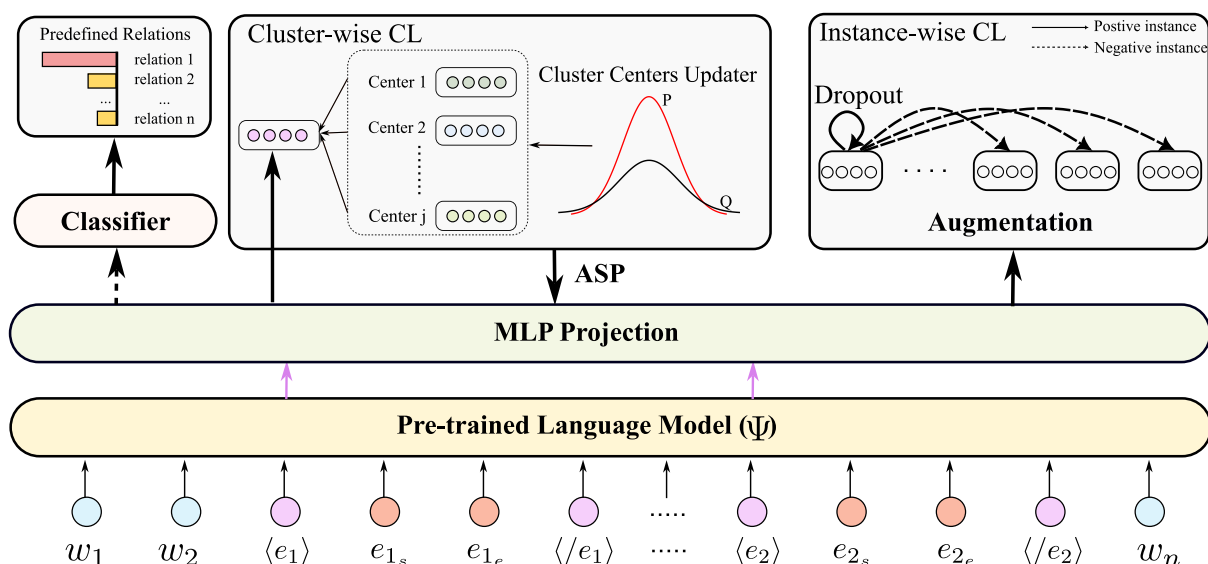 Predefined Relations
relation 1
relation 2
... ...
relation n
Classifier
Cluster-wise CL
Center 1
Center 2
Center j
Cluster Centers Updater
P
Q
ASP
Instance-wise CL
Postive instance
Negative instance
Dropout
. . . .
Augmentation
MLP Projection
Pre-trained Language Model (Ψ)
w₁ w₂ ⟨e₁⟩ e₁ₛ e₁ₑ ⟨/e₁⟩ ..... ⟨e₂⟩ e₂ₛ e₂ₑ ⟨/e₂⟩ wₙ